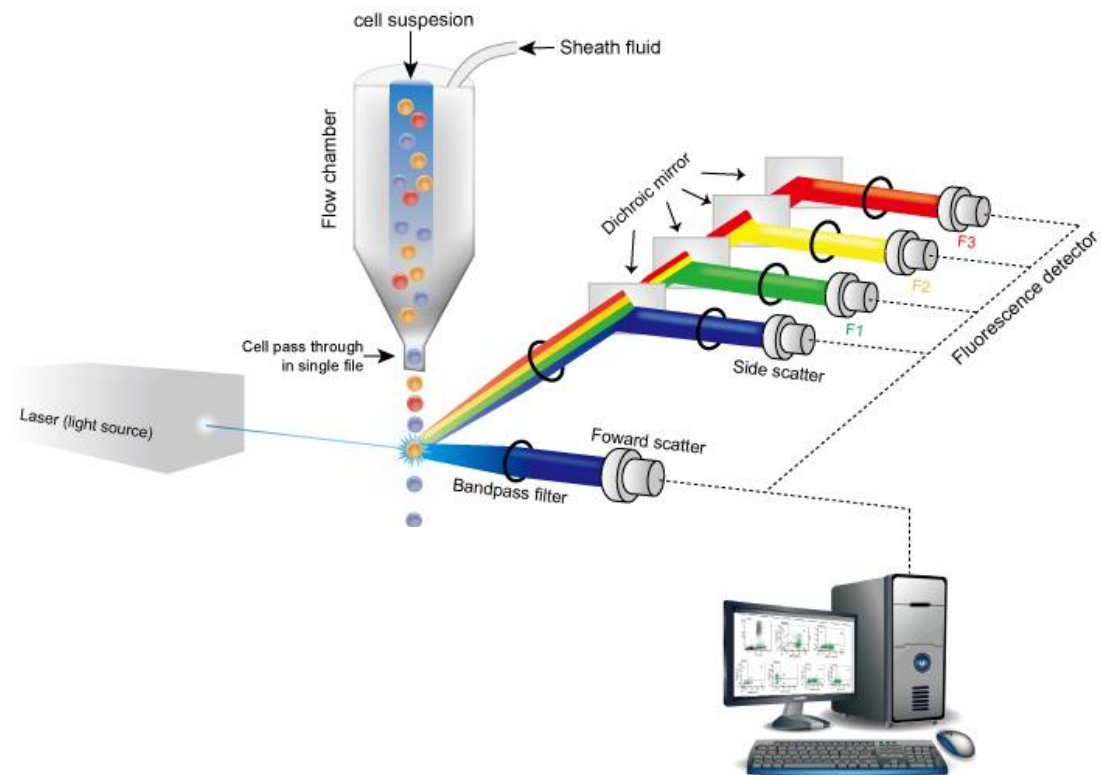 cell suspesion
Sheath fluid
Flow chamber
Dichroic mirror
F3
F2
F1
Fluorescence detector
Cell pass through
in single file
Side scatter
Laser (light source)
Foward scatter
Bandpass filter